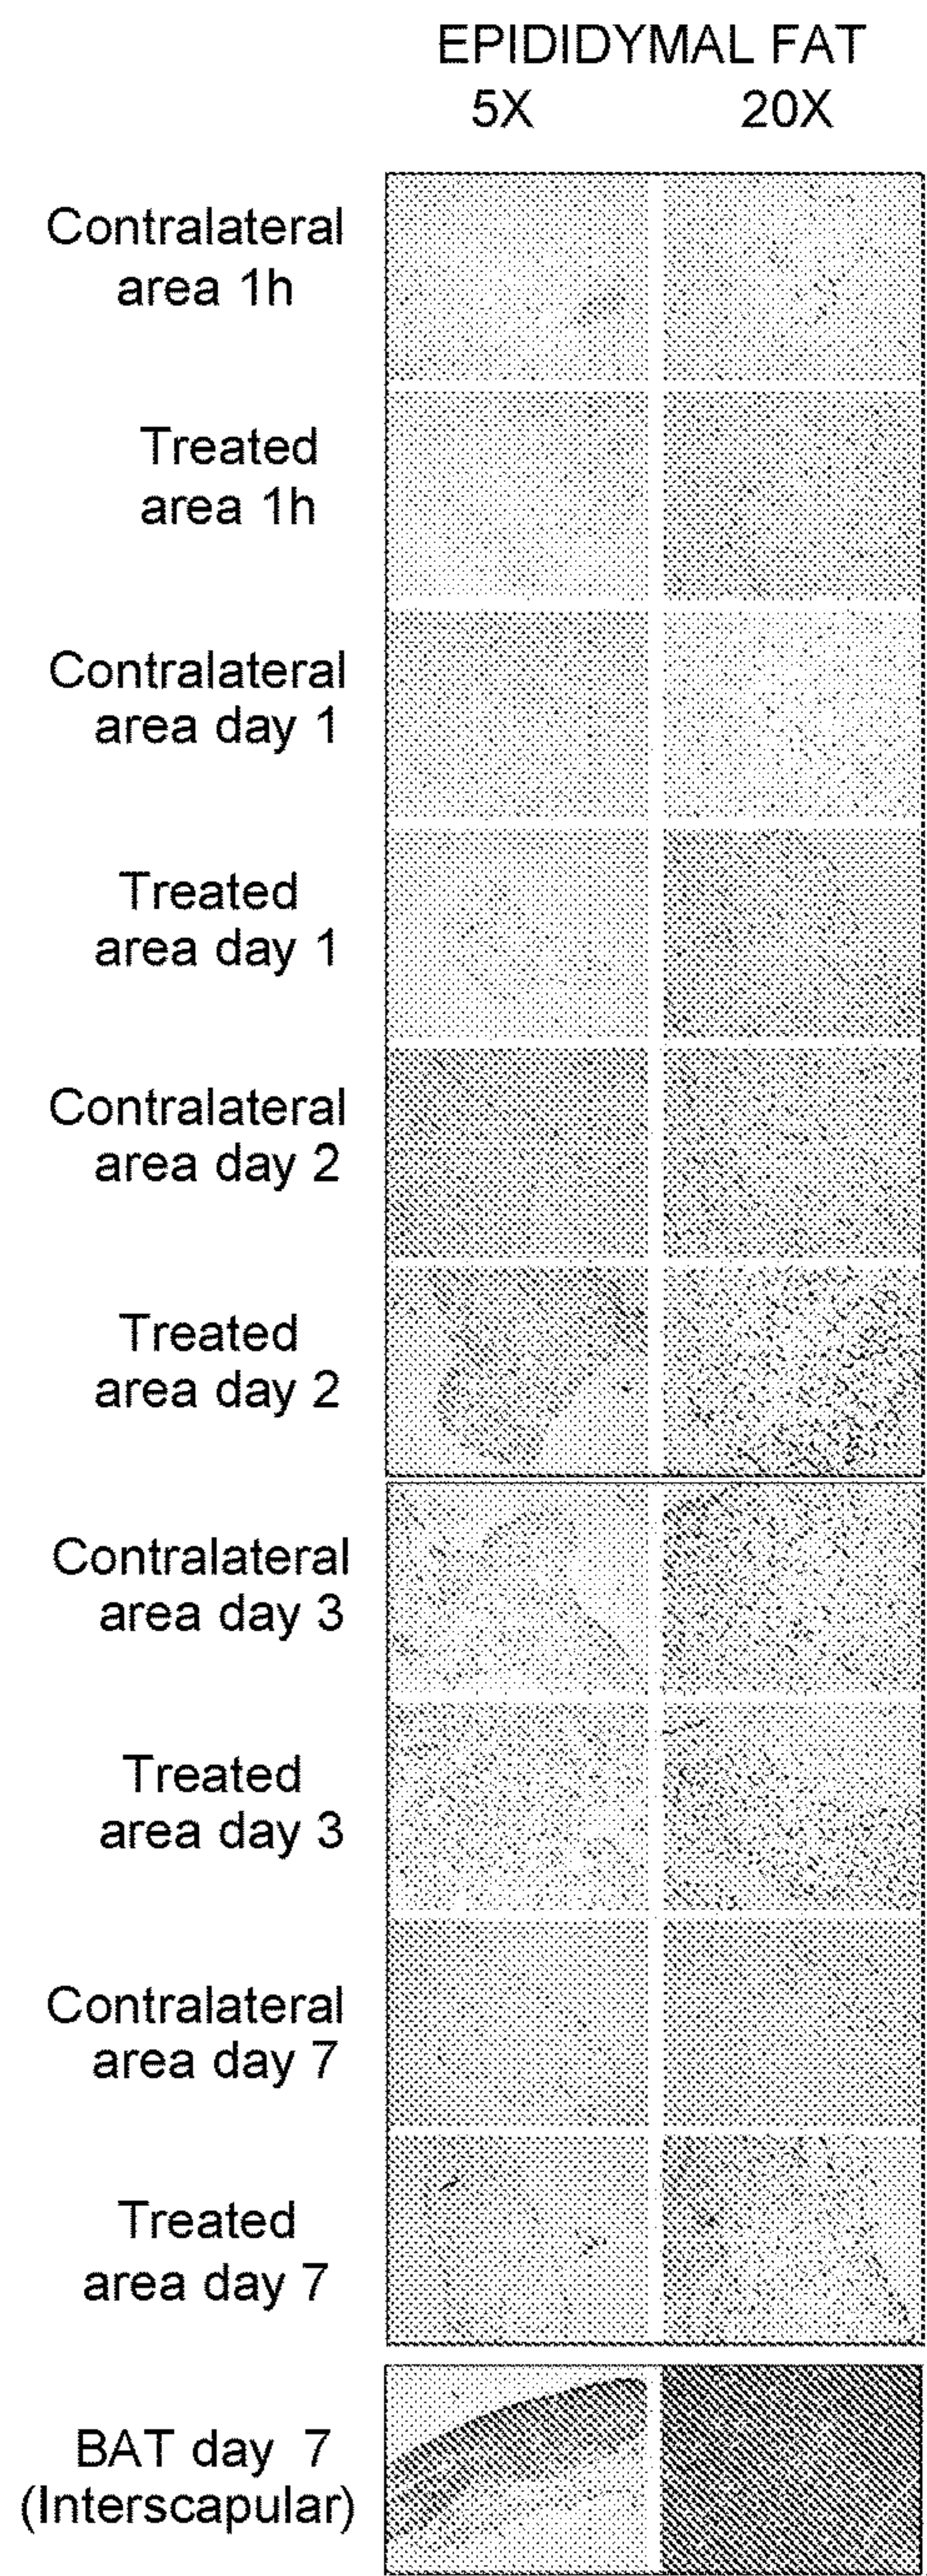 EPIDIDYMAL FAT
5X 20X
Contralateral
area 1h
Treated
area 1h
Contralateral
area day 1
Treated
area day 1
Contralateral
area day 2
Treated
area day 2
Contralateral
area day 3
Treated
area day 3
Contralateral
area day 7
Treated
area day 7
BAT day 7
(Interscapular)